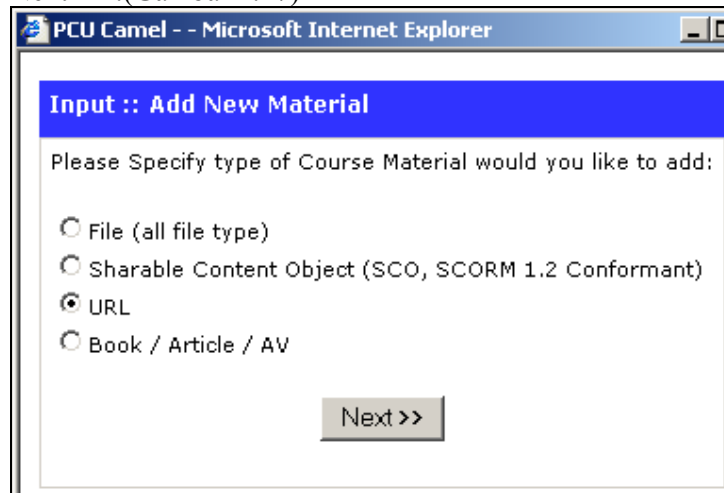 PCU Camel - - Microsoft Internet Explorer
Input :: Add New Material
Please Specify type of Course Material would you like to add:
File (all file type)
Sharable Content Object (SCO, SCORM 1.2 Conformant)
URL
Book / Article / AV
Next >>